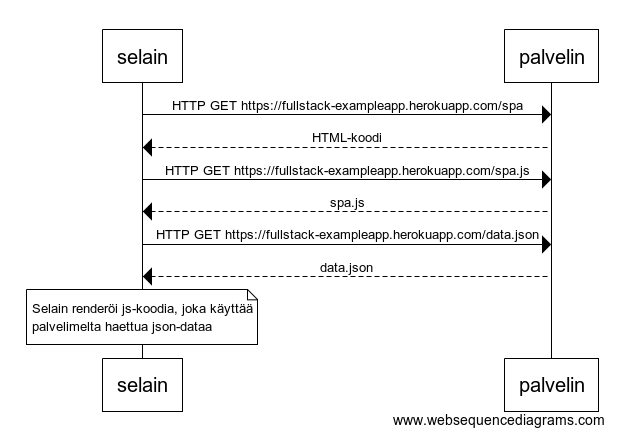 selain palvelin
HTTP GET https://fullstack-exampleapp.herokuapp.com/spa
HTML-koodi
HTTP GET https://fullstack-exampleapp.herokuapp.com/spa.js
spa.js
HTTP GET https://fullstack-exampleapp.herokuapp.com/data.json
data.json
Selain renderöi js-koodia, joka käyttää
palvelimelta haettua json-dataa
selain palvelin
www.websequencediagrams.com